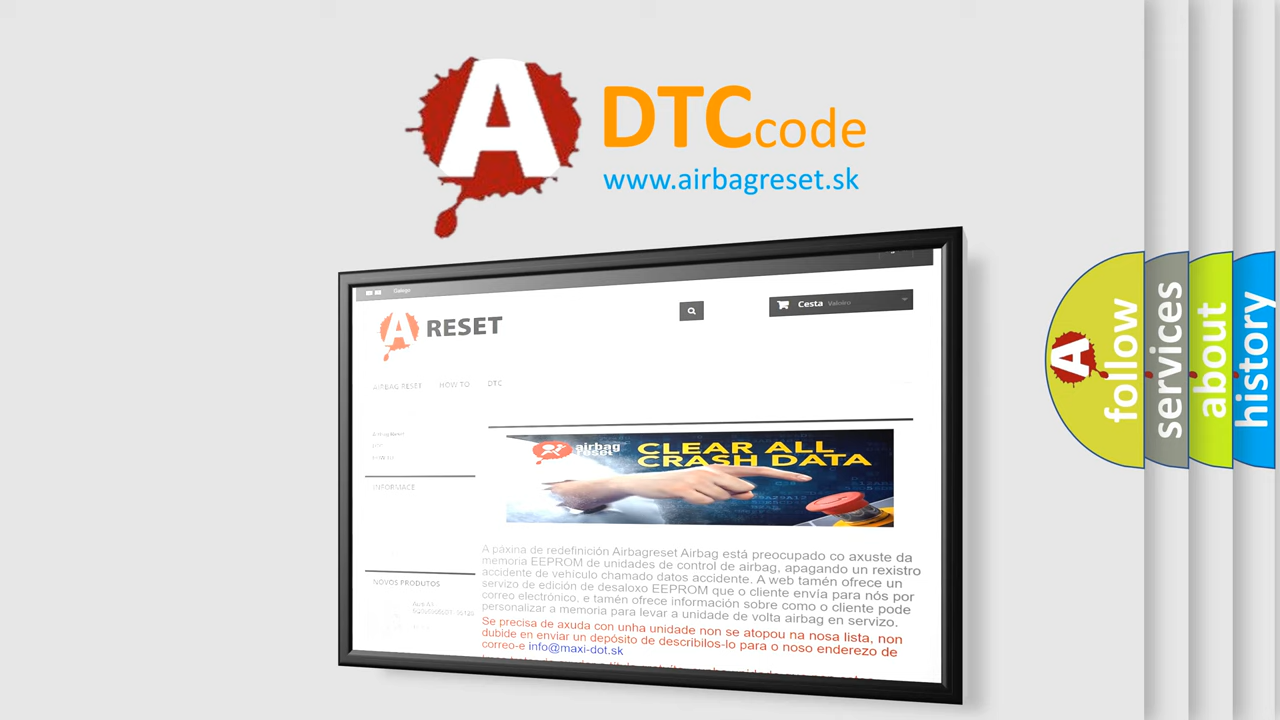 A
DTCcode
www.airbagreset.sk
Galego
A RESET
Cesta Valeiro
AIRBAG RESET HOW TO DTC
INFORMACE
NOVOS PRODUTOS
airbag
reset
CLEAR ALL
CRASH DATA
A páxina de redefinición Airbagreset Airbag está preocupado co axuste da
memoria EEPROM de unidades de control de airbag, apagando un rexistro
accidente de vehículo chamado datos accidente. A web tamén ofrece un
servizo de edición de desaloxo EEPROM que o cliente envía para nós por
correo electrónico, e tamén ofrece información sobre como o cliente pode
personalizar a memoria para levar a unidade de volta airbag en servizo.
Se precisa de axuda con unha unidade non se atopou na nosa lista, non
dubide en enviar un depósito de describilos-lo para o noso enderezo de
correo-e info@maxi-dot.sk
A
follow
services
about
history